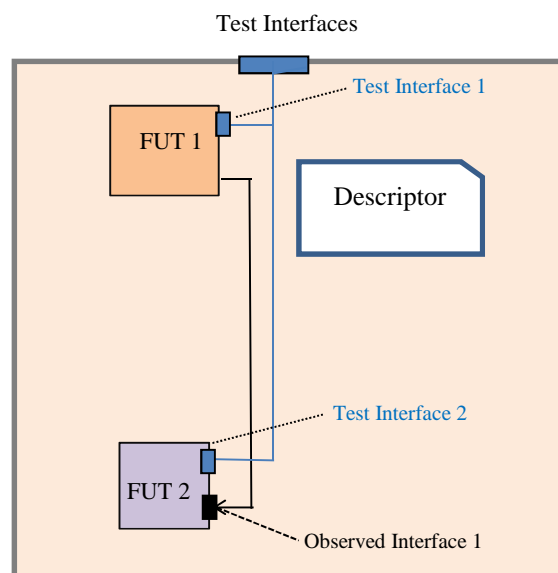 Test Interfaces
Test Interface 1
FUT 1
Descriptor
Test Interface 2
FUT 2
Observed Interface 1